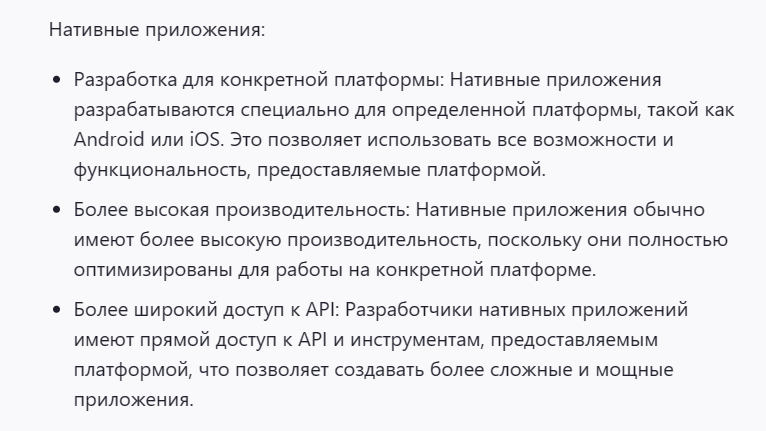 Нативные приложения:
• Разработка для конкретной платформы: Нативные приложения
разрабатываются специально для определенной платформы, такой как
Android или iOS. Это позволяет использовать все возможности и
функциональность, предоставляемые платформой.
• Более высокая производительность: Нативные приложения обычно
имеют более высокую производительность, поскольку они полностью
оптимизированы для работы на конкретной платформе.
• Более широкий доступ к API: Разработчики нативных приложений
имеют прямой доступ к API и инструментам, предоставляемым
платформой, что позволяет создавать более сложные и мощные
приложения.